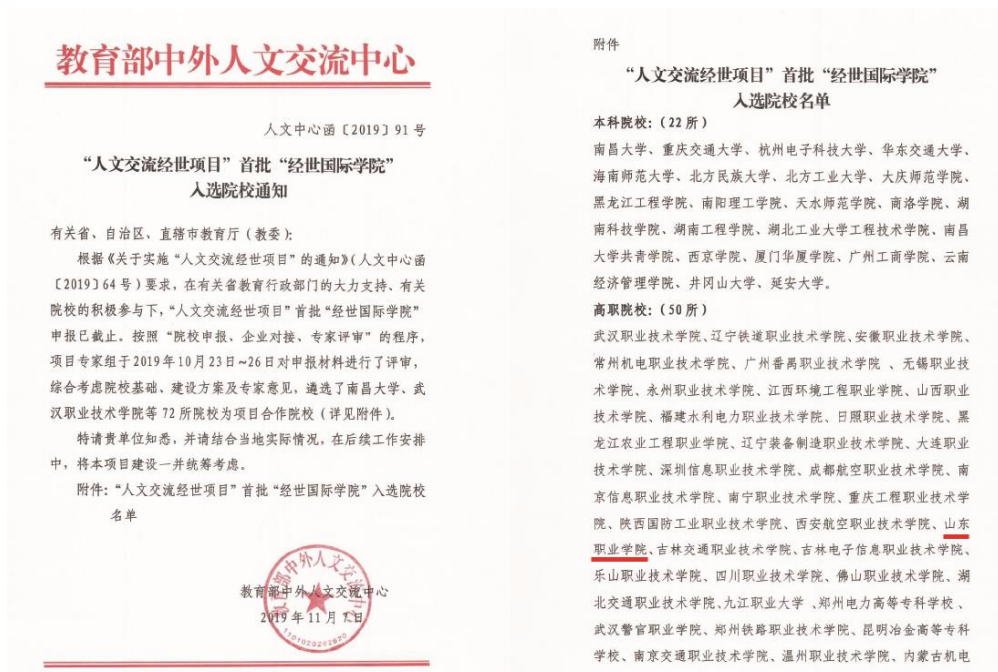 教育部中外人文交流中心
人文中心函〔2019〕91号
“人文交流经世项目”首批“经世国际学院”
入选院校通知
有关省、自治区、直辖市教育厅（教委）：
根据《关于实施“人文交流经世项目”的通知》（人文中心函
〔2019〕64号）要求，在有关省教育行政部门的大力支持、有关
院校的积极参与下，“人文交流经世项目”首批“经世国际学院”
申报已截止。按照“院校申报、企业对接、专家评审”的程序，
项目专家组于2019年10月23日~26日对申报材料进行了评审，
综合考虑院校基础、建设方案及专家意见，遴选了南昌大学、武
汉职业技术学院等72所院校为项目合作院校（详见附件）。
特请贵单位知悉，并请结合当地实际情况，在后续工作安排
中，将本项目建设一并统筹考虑。
附件：“人文交流经世项目”首批“经世国际学院”入选院校
名单
教育部中外人文交流中心
2019年11月7日
教育部中外人文交流中心
1101020202620
附件
“人文交流经世项目”首批“经世国际学院”
入选院校名单
本科院校：（22所）
南昌大学、重庆交通大学、杭州电子科技大学、华东交通大学、
海南师范大学、北方民族大学、北方工业大学、大庆师范学院、
黑龙江工程学院、南阳理工学院、天水师范学院、商洛学院、湖
南科技学院、湖南工程学院、湖北工业大学工程技术学院、南昌
大学共青学院、西京学院、厦门华厦学院、广州工商学院、云南
经济管理学院、井冈山大学、延安大学。
高职院校：（50所）
武汉职业技术学院、辽宁铁道职业技术学院、安徽职业技术学院、
常州机电职业技术学院、广州番禺职业技术学院 、无锡职业技
术学院、永州职业技术学院、江西环境工程职业学院、山西职业
技术学院、福建水利电力职业技术学院、日照职业技术学院、黑
龙江农业工程职业学院、辽宁装备制造职业技术学院、大连职业
技术学院、深圳信息职业技术学院、成都航空职业技术学院、南
京信息职业技术学院、南宁职业技术学院、重庆工程职业技术学
院、陕西国防工业职业技术学院、西安航空职业技术学院、山东
职业学院、吉林交通职业技术学院、吉林电子信息职业技术学院、
乐山职业技术学院、四川职业技术学院、佛山职业技术学院、湖
北交通职业技术学院、九江职业大学 、郑州电力高等专科学校 、
武汉警官职业学院、郑州铁路职业技术学院、昆明冶金高等专科
学校、南京交通职业技术学院、温州职业技术学院、内蒙古机电